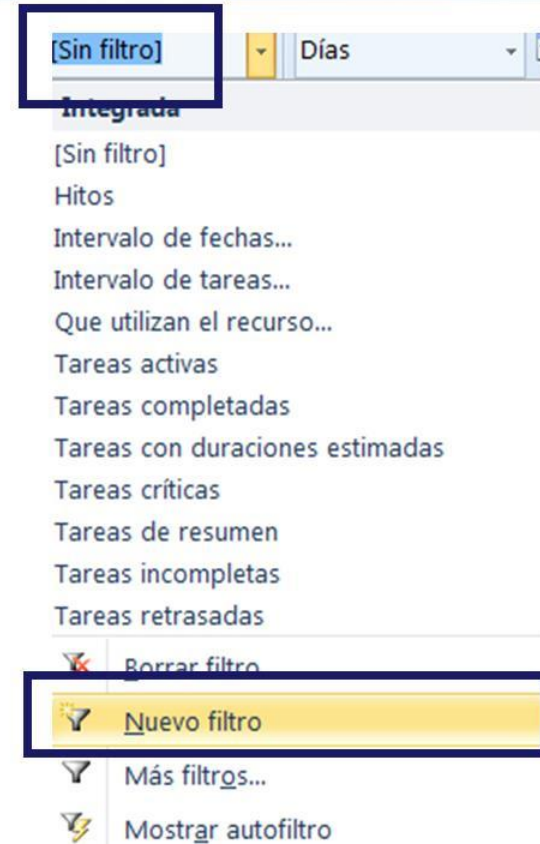 [Sin filtro] Días
Integrada
[Sin filtro]
Hitos
Intervalo de fechas...
Intervalo de tareas...
Que utilizan el recurso...
Tareas activas
Tareas completadas
Tareas con duraciones estimadas
Tareas críticas
Tareas de resumen
Tareas incompletas
Tareas retrasadas
Borrar filtro
Nuevo filtro
Más filtros...
Mostrar autofiltro